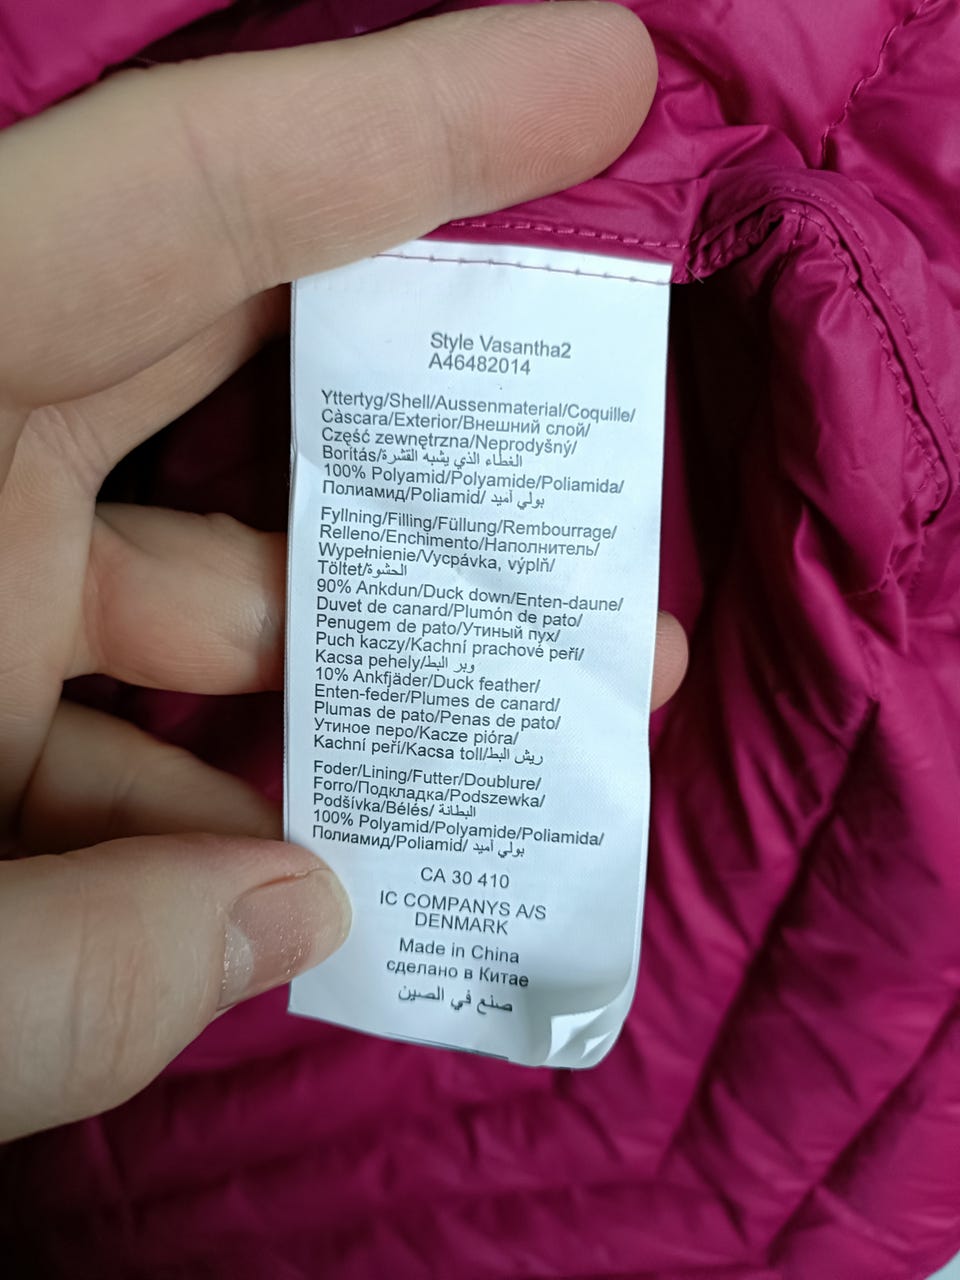 Style Vasantha2
A46482014
Yttertyg/Shell/Aussenmaterial/Coquille/
Càscara/Exterior/Внешний слой/
Część zewnętrzna/Neprodyšný/
Boritás/الغطاء الذي يشبه القشرة
100% Polyamid/Polyamide/Poliamida/
Полиамид/Poliamid/ بولي أميد
Fyllning/Filling/Füllung/Rembourrage/
Relleno/Enchimento/Наполнитель/
Wypełnienie/Vycpávka, výplň/
Töltet/الحشوة
90% Ankdun/Duck down/Enten-daune/
Duvet de canard/Plumón de pato/
Penugem de pato/Утиный пух/
Puch kaczy/Kachní prachové peří/
Kacsa pehely/وبر البط
10% Ankfjäder/Duck feather/
Enten-feder/Plumes de canard/
Plumas de pato/Penas de pato/
Утиное перо/Kacze pióra/
Kachní peří/Kacsa toll/ريش البط
Foder/Lining/Futter/Doublure/
Forro/Подкладка/Podszewka/
Podšívka/Bélés/ البطانة
100% Polyamid/Polyamide/Poliamida/
Полиамид/Poliamid/ بولي أميد
CA 30 410
IC COMPANYS A/S
DENMARK
Made in China
сделано в Китае
صنع في الصين